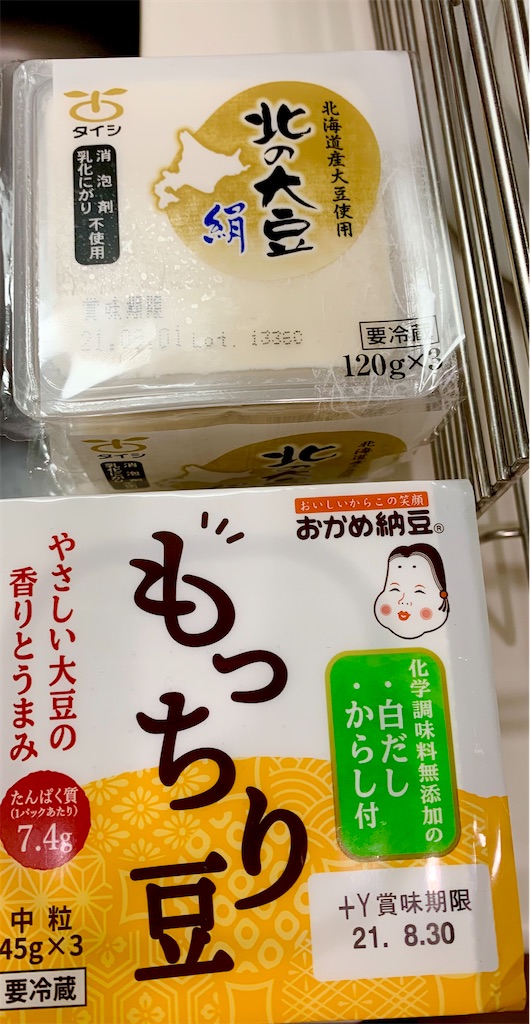 タイシ
消泡剤
乳化にがり 不使用
北海道産大豆使用
北の大豆
絹
賞味期限
Lot. 13360
要冷蔵
120g×3
タイシ
北の大豆
おいしいからこの笑顔
おかめ納豆®
もっちり豆
やさしい大豆の
香りとうまみ
たんぱく質
(1パックあたり)
7.4g
化学調味料無添加の
・白だし
・からし付
中粒
45g×3
要冷蔵
+Y賞味期限
21. 8.30